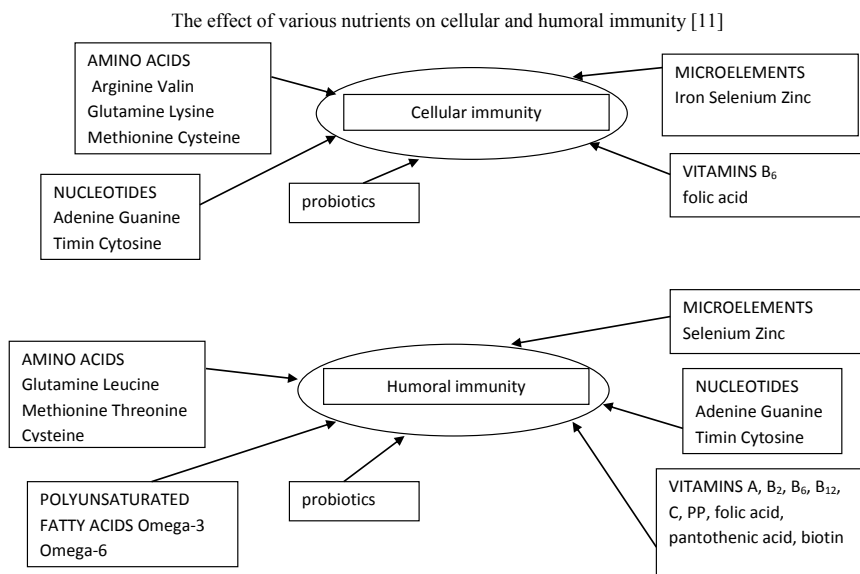 The effect of various nutrients on cellular and humoral immunity [11]
AMINO ACIDS
Arginine Valin
Glutamine Lysine
Methionine Cysteine
Cellular immunity
MICROELEMENTS
Iron Selenium Zinc
NUCLEOTIDES
Adenine Guanine
Timin Cytosine
probiotics
VITAMINS B₆
folic acid
MICROELEMENTS
Selenium Zinc
AMINO ACIDS
Glutamine Leucine
Methionine Threonine
Cysteine
Humoral immunity
NUCLEOTIDES
Adenine Guanine
Timin Cytosine
POLYUNSATURATED
FATTY ACIDS Omega-3
Omega-6
probiotics
VITAMINS A, B₂, B₆, B₁₂,
C, PP, folic acid,
pantothenic acid, biotin